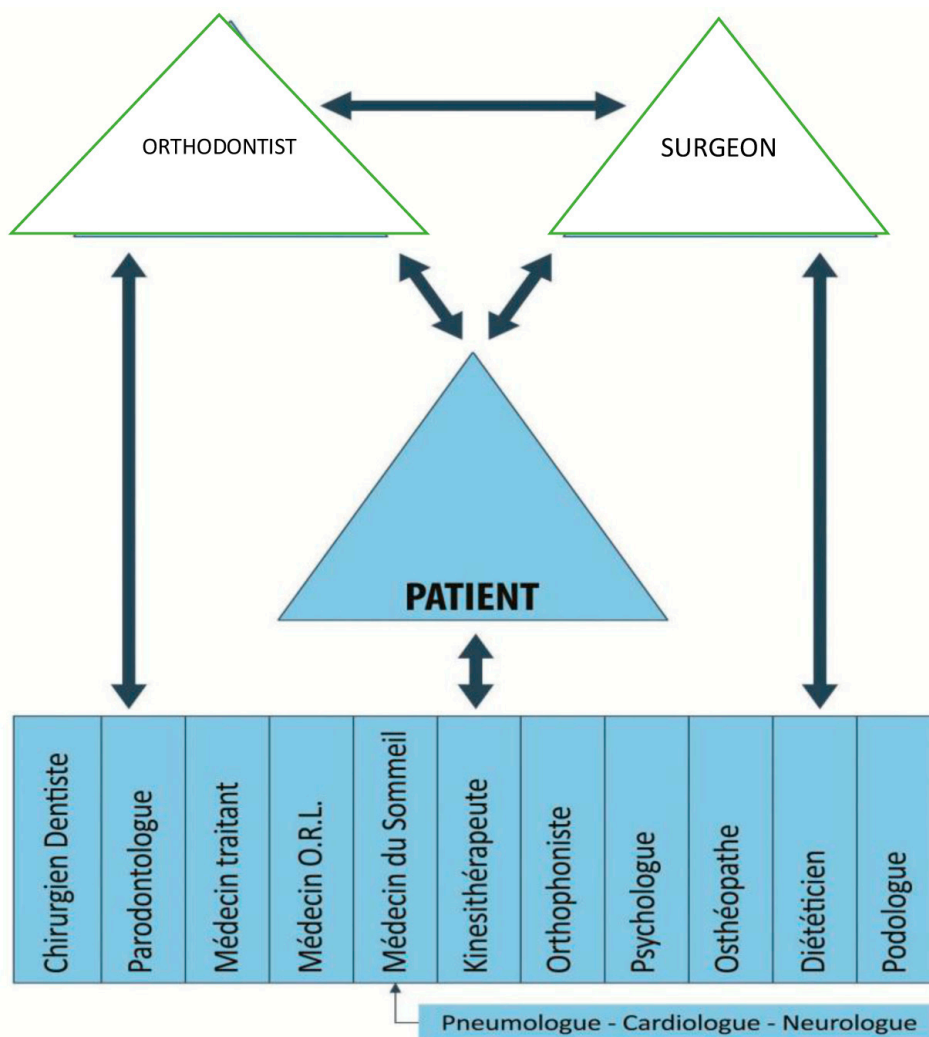 ORTHODONTIST
SURGEON
PATIENT
Chirurgien Dentiste
Parodontologue
Médecin traitant
Médecin O.R.L.
Médecin du Sommeil
Kinesithérapeute
Orthophoniste
Psychologue
Osthéopathe
Diététicien
Podologue
Pneumologue - Cardiologue - Neurologue